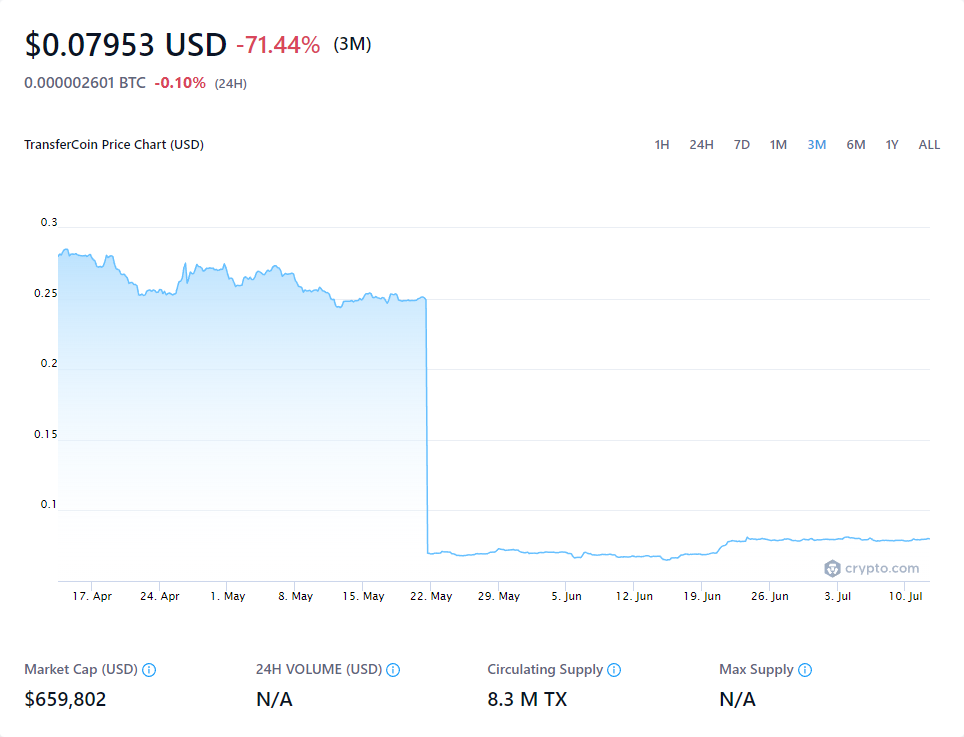 $0.07953 USD -71.44% (3M)
0.000002601 BTC -0.10% (24H)
TransferCoin Price Chart (USD) 1H 24H 7D 1M 3M 6M 1Y ALL
0.3
0.25
0.2
0.15
0.1
crypto.com
17. Apr 24. Apr 1. May 8. May 15. May 22. May 29. May 5. Jun 12. Jun 19. Jun 26. Jun 3. Jul 10. Jul
Market Cap (USD) 24H VOLUME (USD) Circulating Supply Max Supply
$659,802 N/A 8.3 M TX N/A